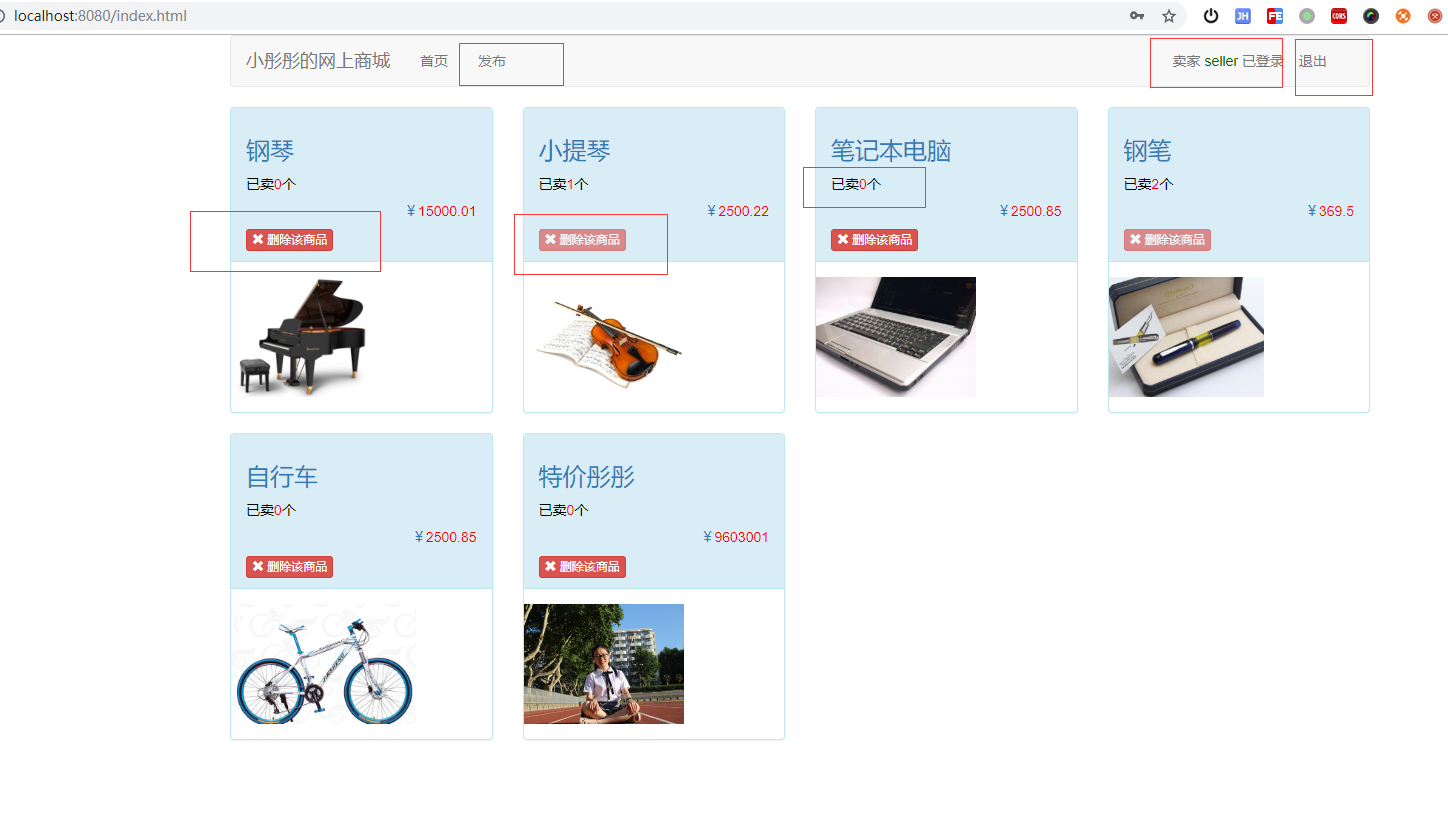 localhost:8080/index.html
JH FE CORS
小彤彤的网上商城 首页 发布 卖家 seller 已登录 退出
钢琴 小提琴 笔记本电脑 钢笔
已卖0个 已卖1个 已卖0个 已卖2个
¥ 15000.01 ¥ 2500.22 ¥ 2500.85 ¥ 369.5
✖ 删除该商品 ✖ 删除该商品 ✖ 删除该商品 ✖ 删除该商品
自行车 特价彤彤
已卖0个 已卖0个
¥ 2500.85 ¥ 9603001
✖ 删除该商品 ✖ 删除该商品